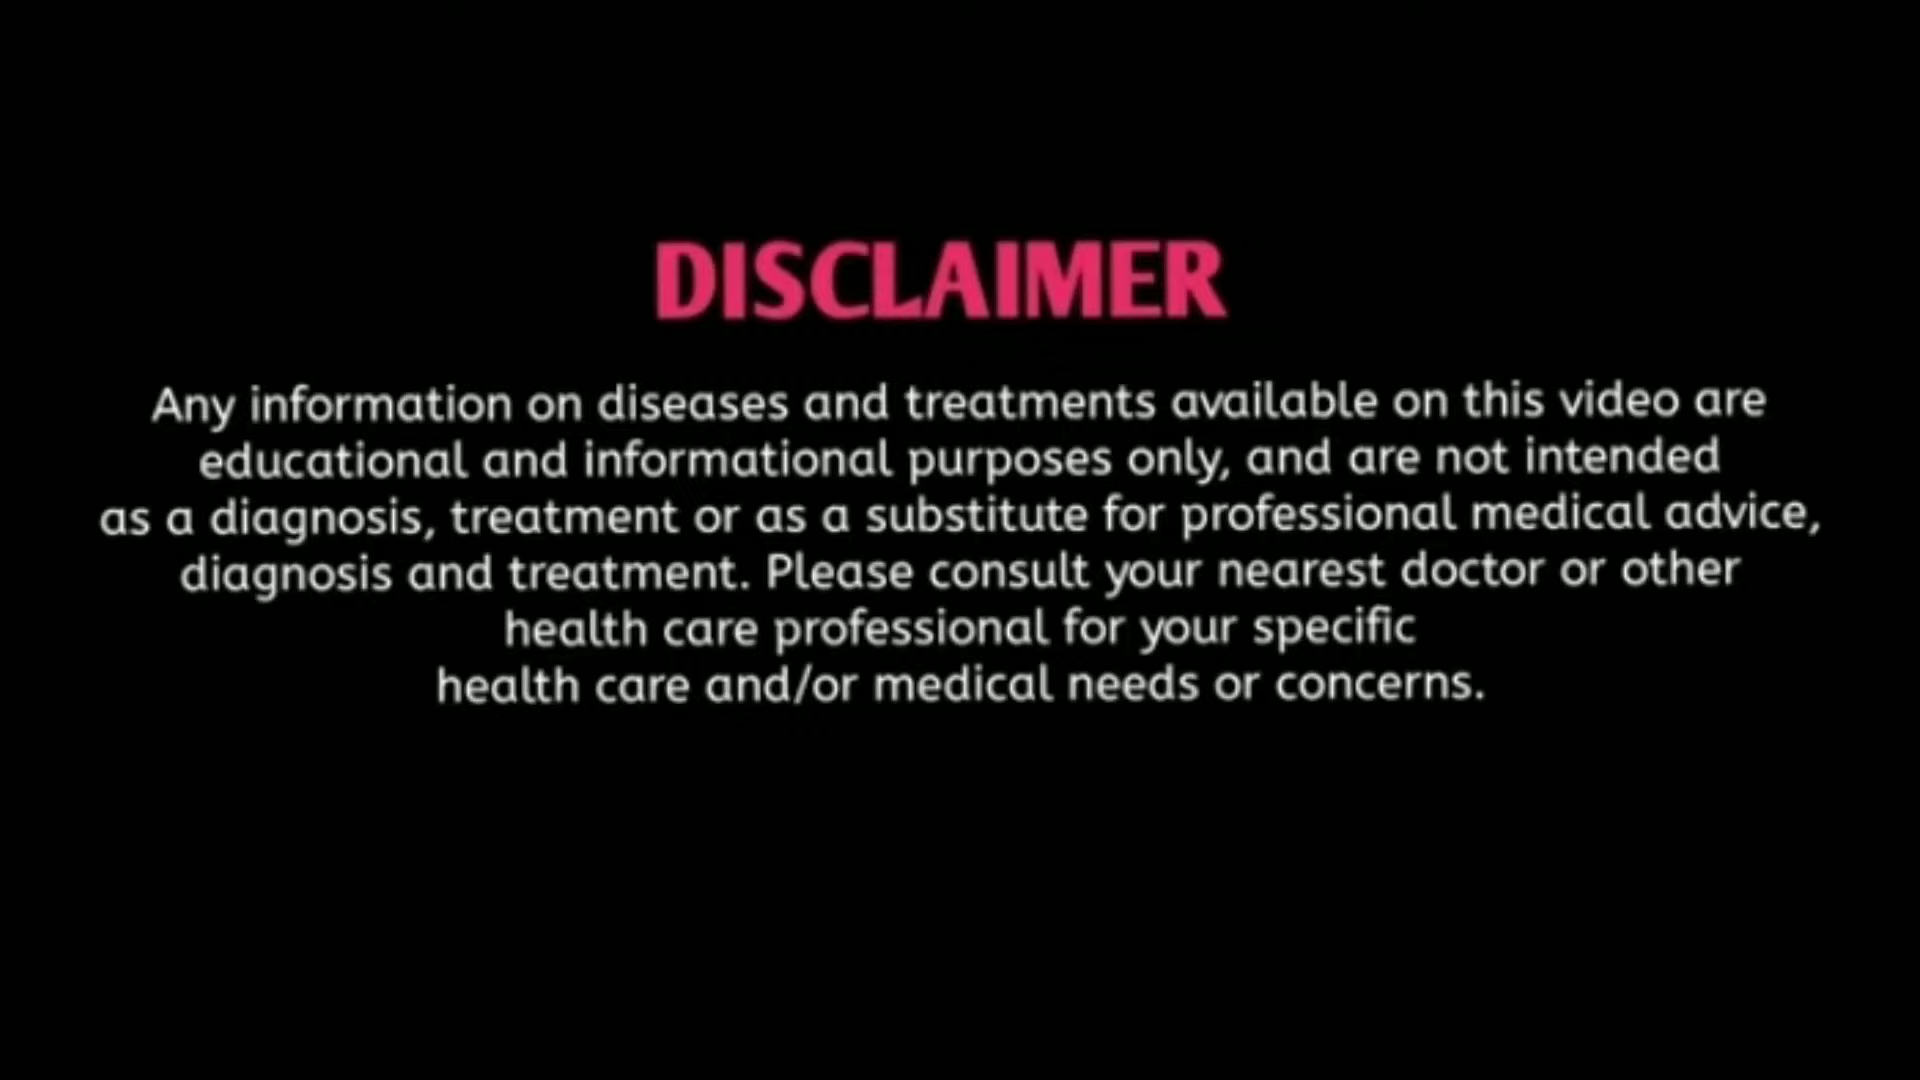 DISCLAIMER
Any information on diseases and treatments available on this video are
educational and informational purposes only, and are not intended
as a diagnosis, treatment or as a substitute for professional medical advice,
diagnosis and treatment. Please consult your nearest doctor or other
health care professional for your specific
health care and/or medical needs or concerns.